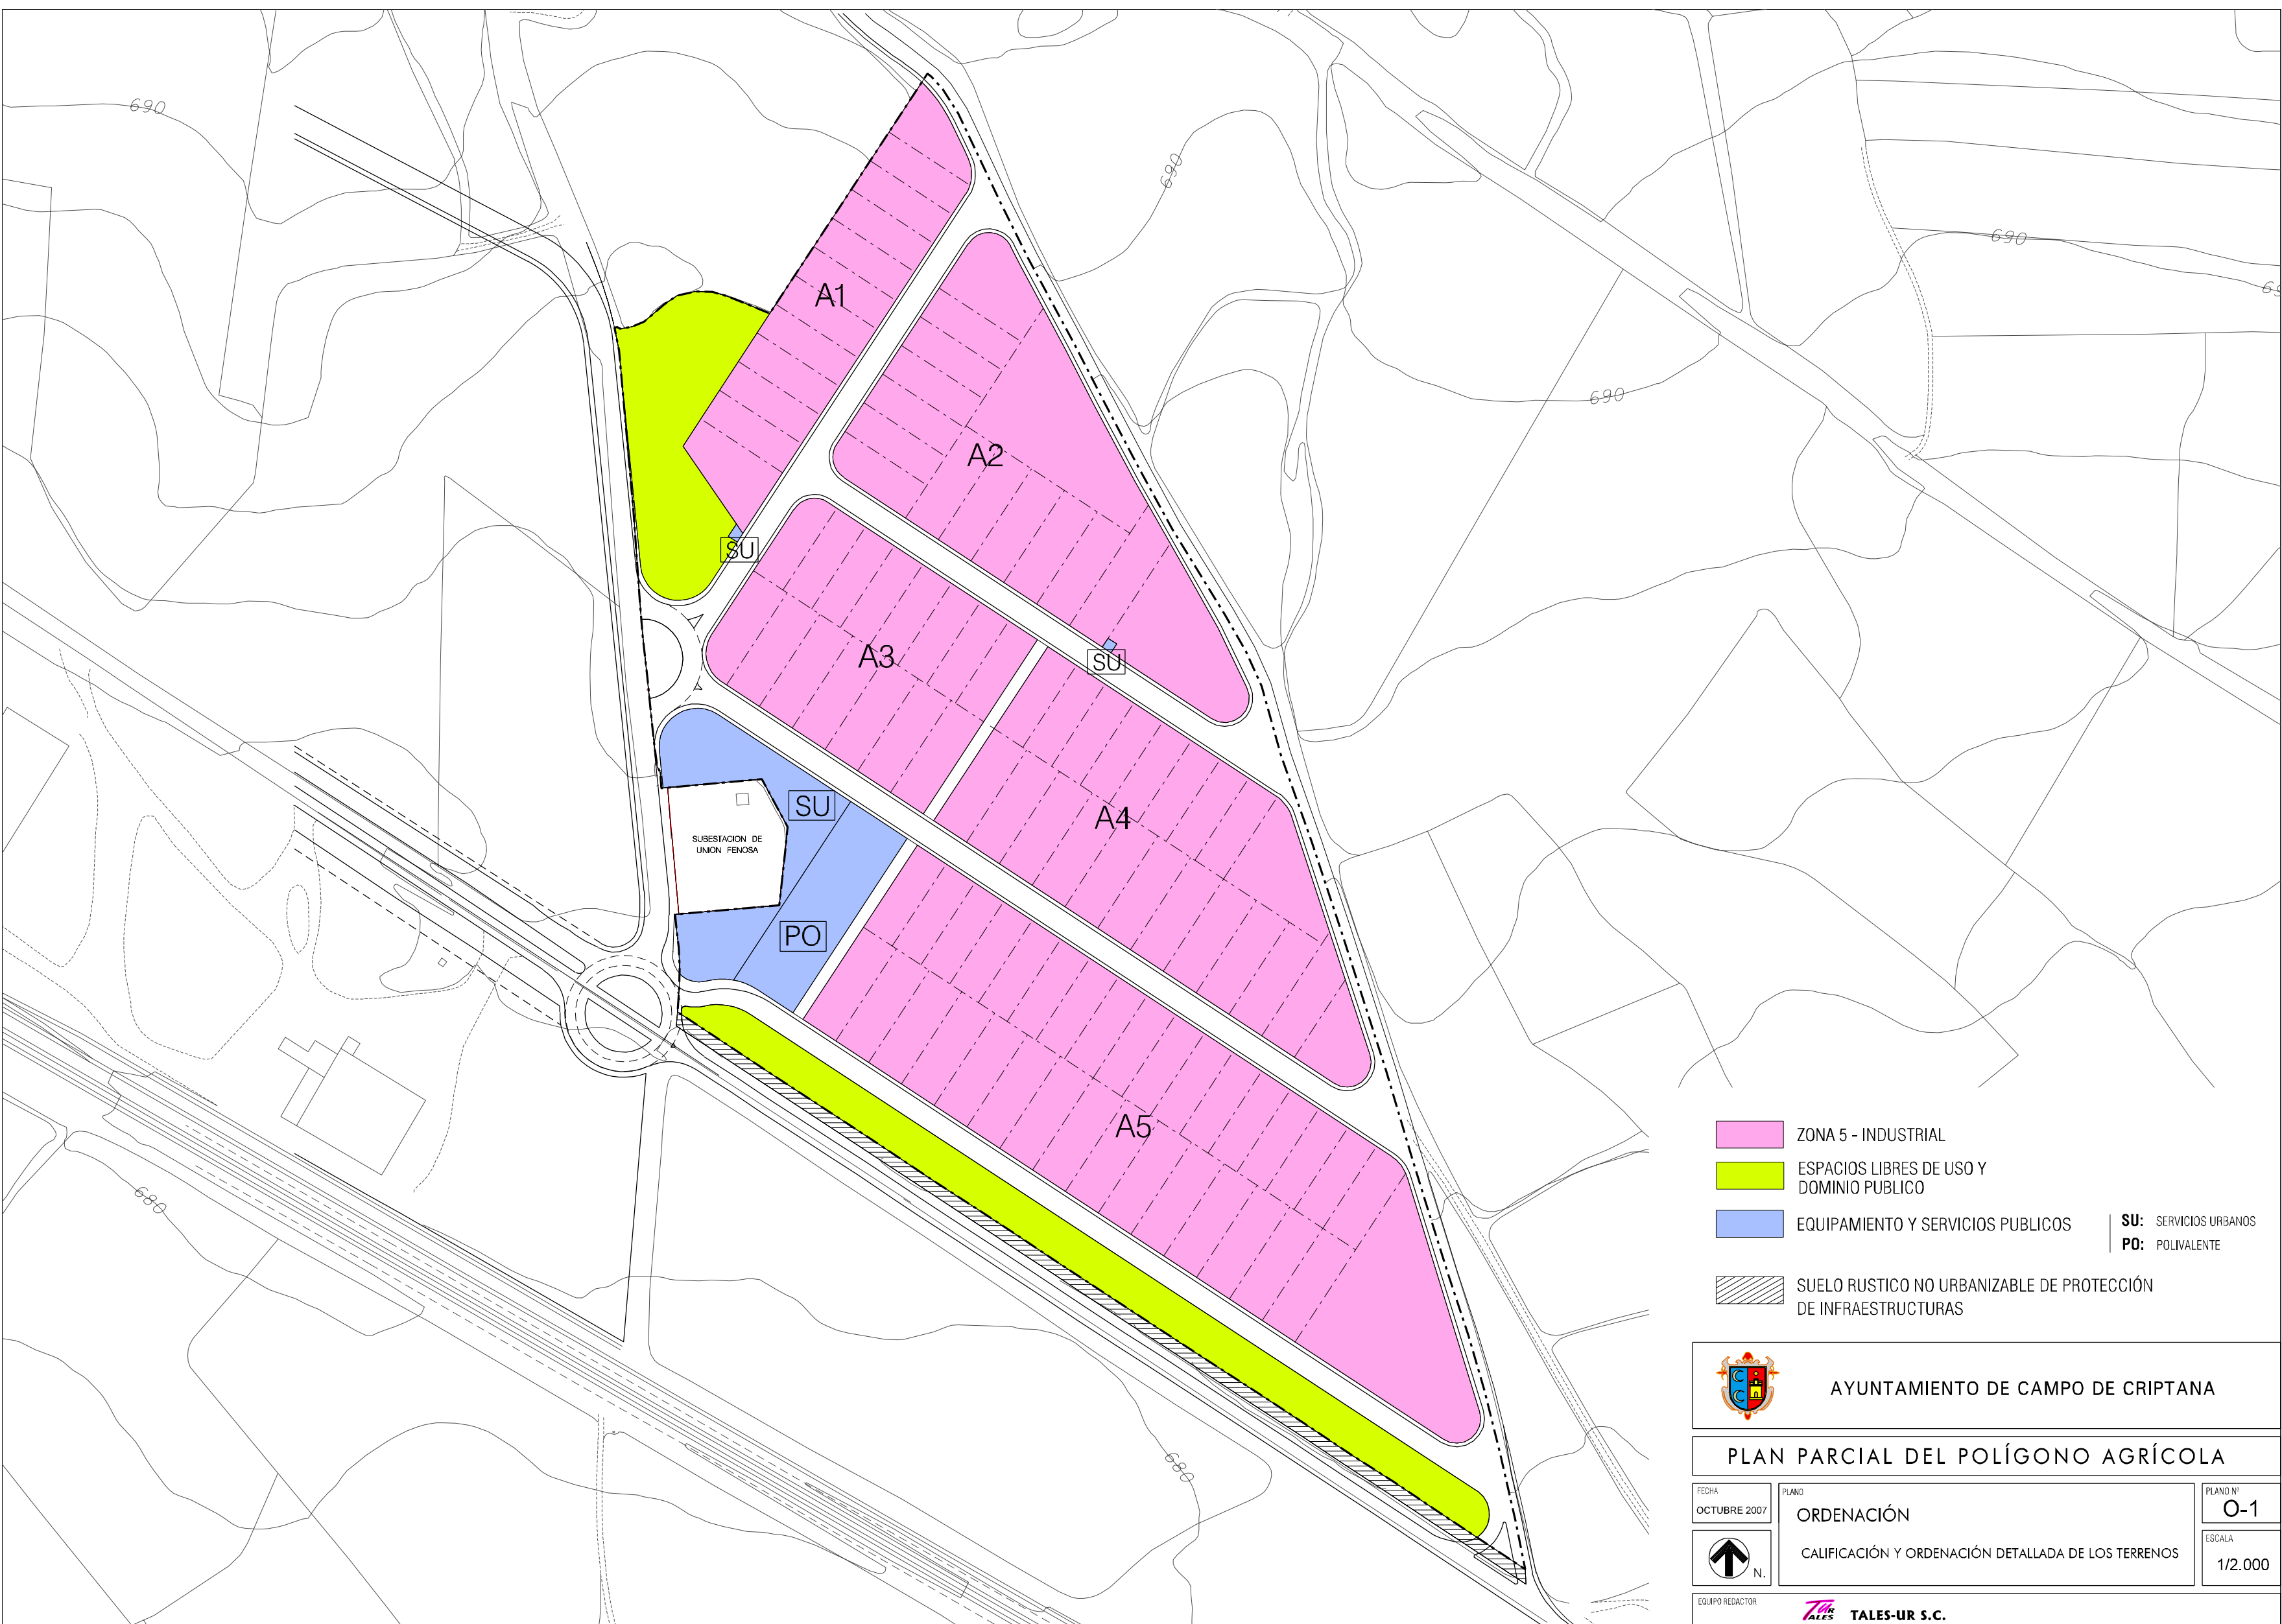 690
690
690
690
A1
A2
SU
A3
SU
SU
SUBESTACION DE
UNION FENOSA
A4
PO
A5
680
680
ZONA 5 - INDUSTRIAL
ESPACIOS LIBRES DE USO Y
DOMINIO PUBLICO
EQUIPAMIENTO Y SERVICIOS PUBLICOS
SU: SERVICIOS URBANOS
PO: POLIVALENTE
SUELO RUSTICO NO URBANIZABLE DE PROTECCIÓN
DE INFRAESTRUCTURAS
AYUNTAMIENTO DE CAMPO DE CRIPTANA
PLAN PARCIAL DEL POLÍGONO AGRÍCOLA
FECHA
OCTUBRE 2007
PLANO
ORDENACIÓN
CALIFICACIÓN Y ORDENACIÓN DETALLADA DE LOS TERRENOS
PLANO Nº
O-1
N.
ESCALA
1/2.000
EQUIPO REDACTOR
TUR
ALES
TALES-UR S.C.